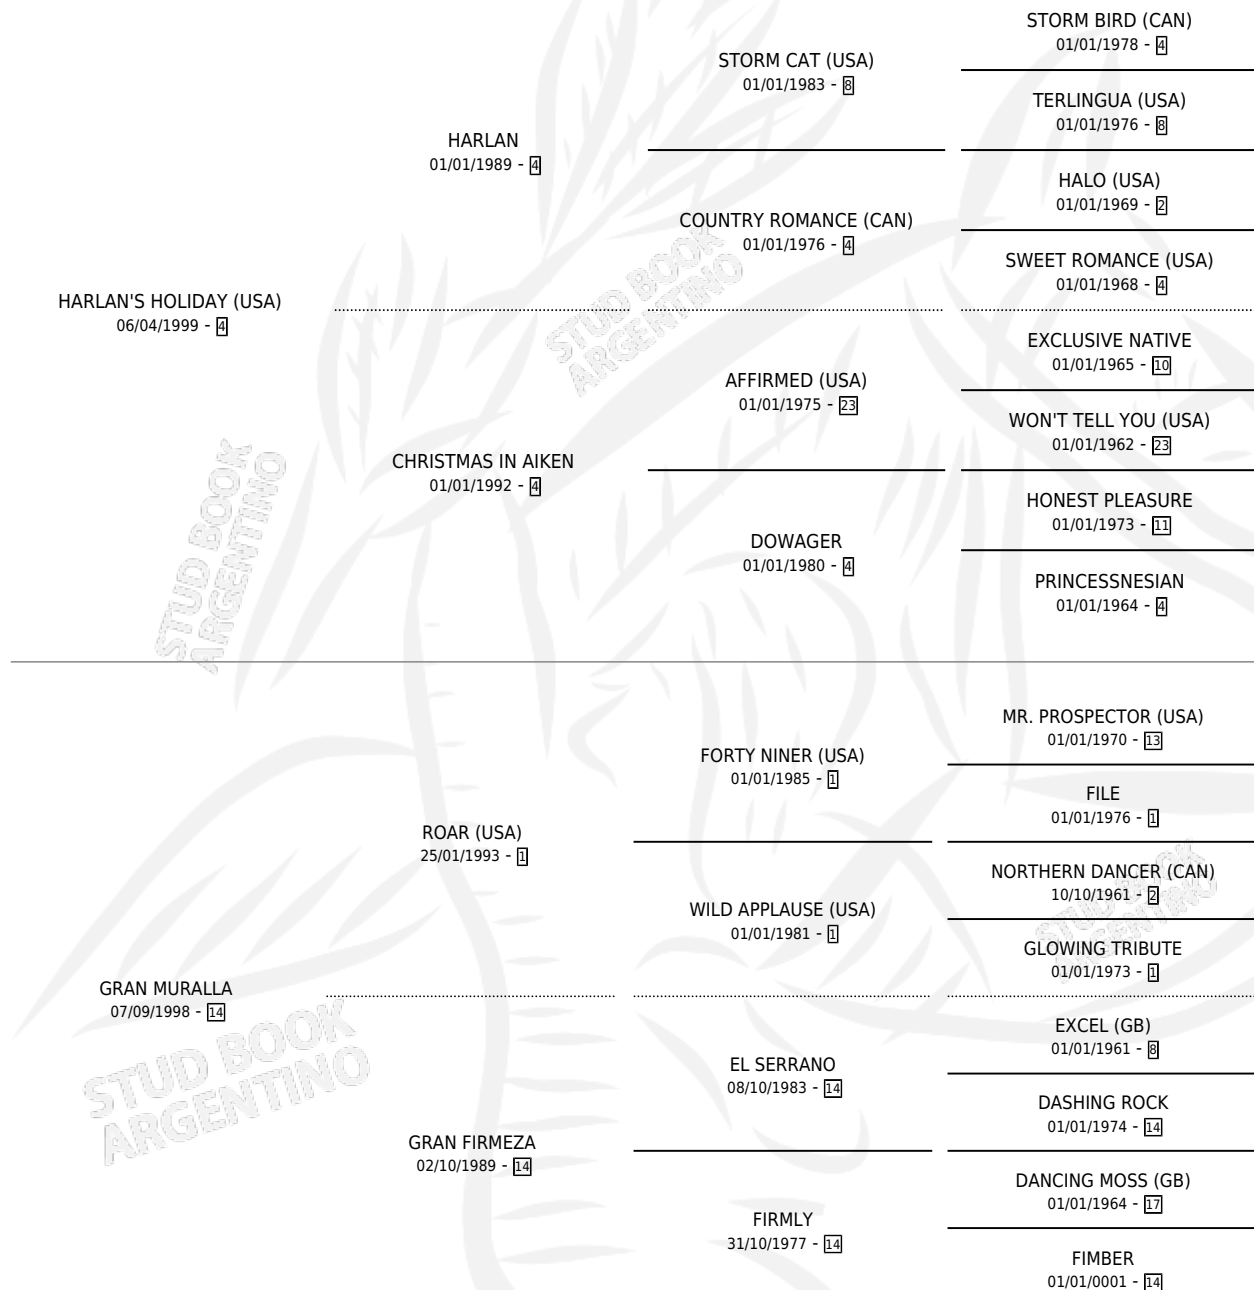 STORM BIRD (CAN)
01/01/1978 - 4
STORM CAT (USA)
01/01/1983 - 8
TERLINGUA (USA)
01/01/1976 - 8
HARLAN
01/01/1989 - 4
HALO (USA)
01/01/1969 - 2
COUNTRY ROMANCE (CAN)
01/01/1976 - 4
SWEET ROMANCE (USA)
01/01/1968 - 4
HARLAN'S HOLIDAY (USA)
06/04/1999 - 4
STUD BOOK
ARGENTINO
EXCLUSIVE NATIVE
01/01/1965 - 10
AFFIRMED (USA)
01/01/1975 - 23
WON'T TELL YOU (USA)
01/01/1962 - 23
CHRISTMAS IN AIKEN
01/01/1992 - 4
HONEST PLEASURE
01/01/1973 - 11
DOWAGER
01/01/1980 - 4
PRINCESSNESIAN
01/01/1964 - 4
STUD BOOK
ARGENTINO
MR. PROSPECTOR (USA)
01/01/1970 - 13
FORTY NINER (USA)
01/01/1985 - 1
FILE
01/01/1976 - 1
ROAR (USA)
25/01/1993 - 1
NORTHERN DANCER (CAN)
10/10/1961 - 2
WILD APPLAUSE (USA)
01/01/1981 - 1
STUD BOOK
ARGENTINO
GLOWING TRIBUTE
01/01/1973 - 1
GRAN MURALLA
07/09/1998 - 14
STUD BOOK
ARGENTINO
EXCEL (GB)
01/01/1961 - 8
EL SERRANO
08/10/1983 - 14
DASHING ROCK
01/01/1974 - 14
GRAN FIRMEZA
02/10/1989 - 14
DANCING MOSS (GB)
01/01/1964 - 17
FIRMLY
31/10/1977 - 14
FIMBER
01/01/0001 - 14